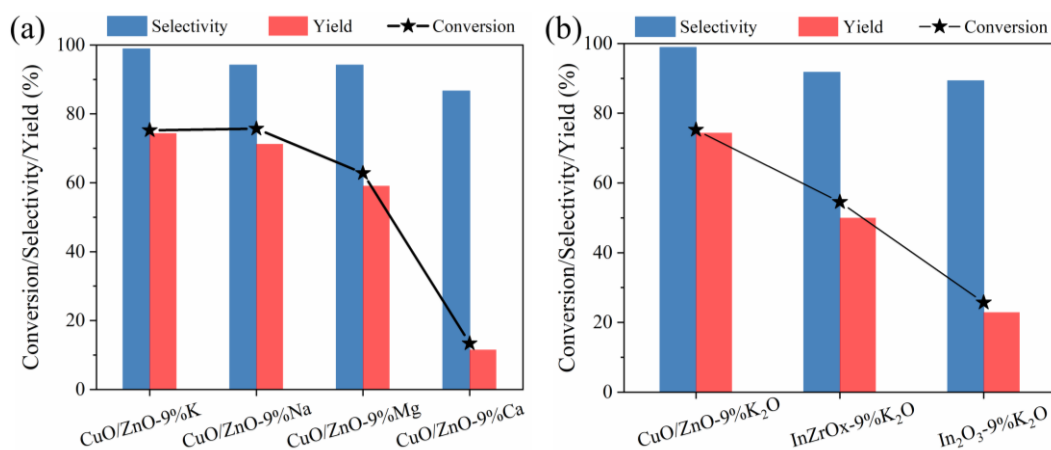 (a)
Selectivity Yield Conversion
Conversion/Selectivity/Yield (%)
100
80
60
40
20
0
CuO/ZnO-9%K
CuO/ZnO-9%Na
CuO/ZnO-9%Mg
CuO/ZnO-9%Ca
(b)
Selectivity Yield Conversion
Conversion/Selectivity/Yield (%)
100
80
60
40
20
0
CuO/ZnO-9%K₂O
InZrOx-9%K₂O
In₂O₃-9%K₂O